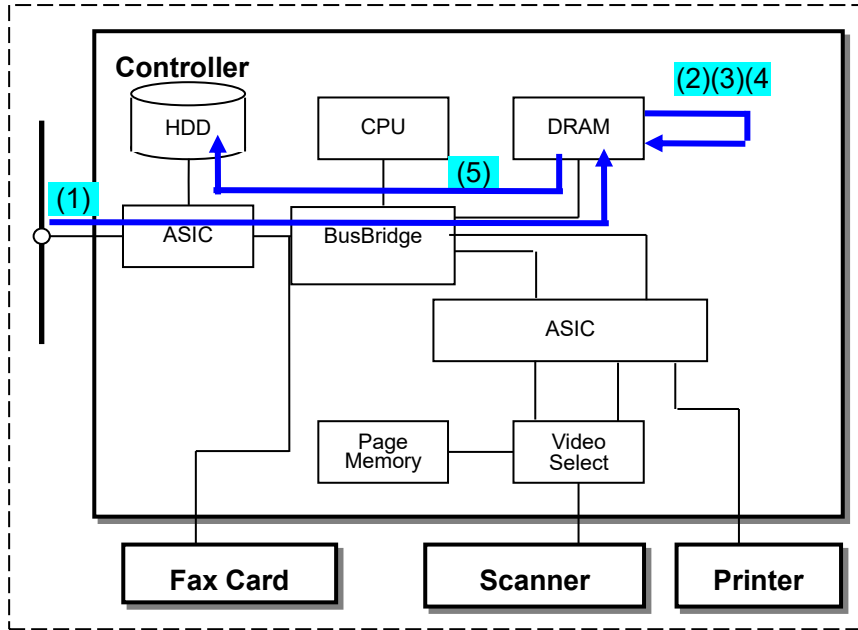 Controller
(2)(3)(4
HDD
CPU
DRAM
(5)
(1)
ASIC
BusBridge
ASIC
Page
Memory
Video
Select
Fax Card
Scanner
Printer